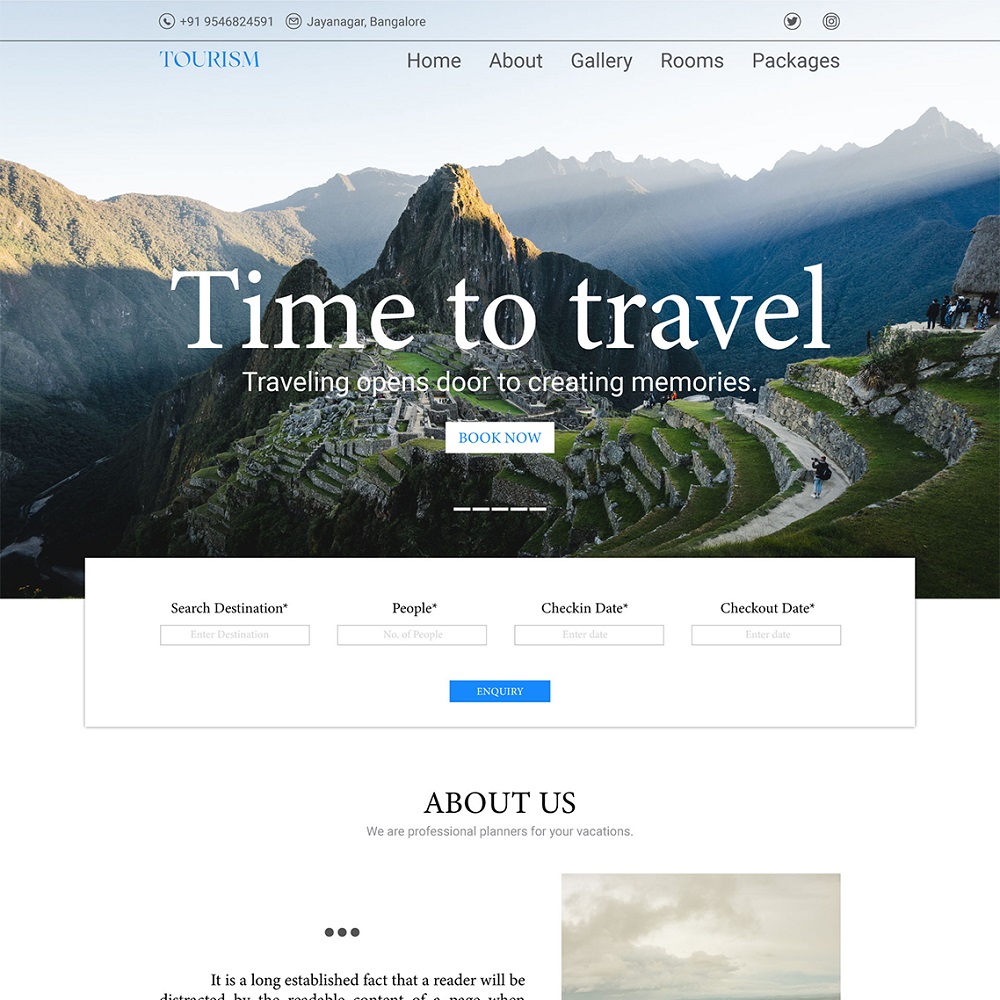 +91 9546824591 Jayanagar, Bangalore
TOURISM Home About Gallery Rooms Packages
Time to travel
Traveling opens door to creating memories.
BOOK NOW
Search Destination* People* Checkin Date* Checkout Date*
Enter Destination No. of People Enter date Enter date
ENQUIRY
ABOUT US
We are professional planners for your vacations.
It is a long established fact that a reader will be
distracted by the readable content of a page when